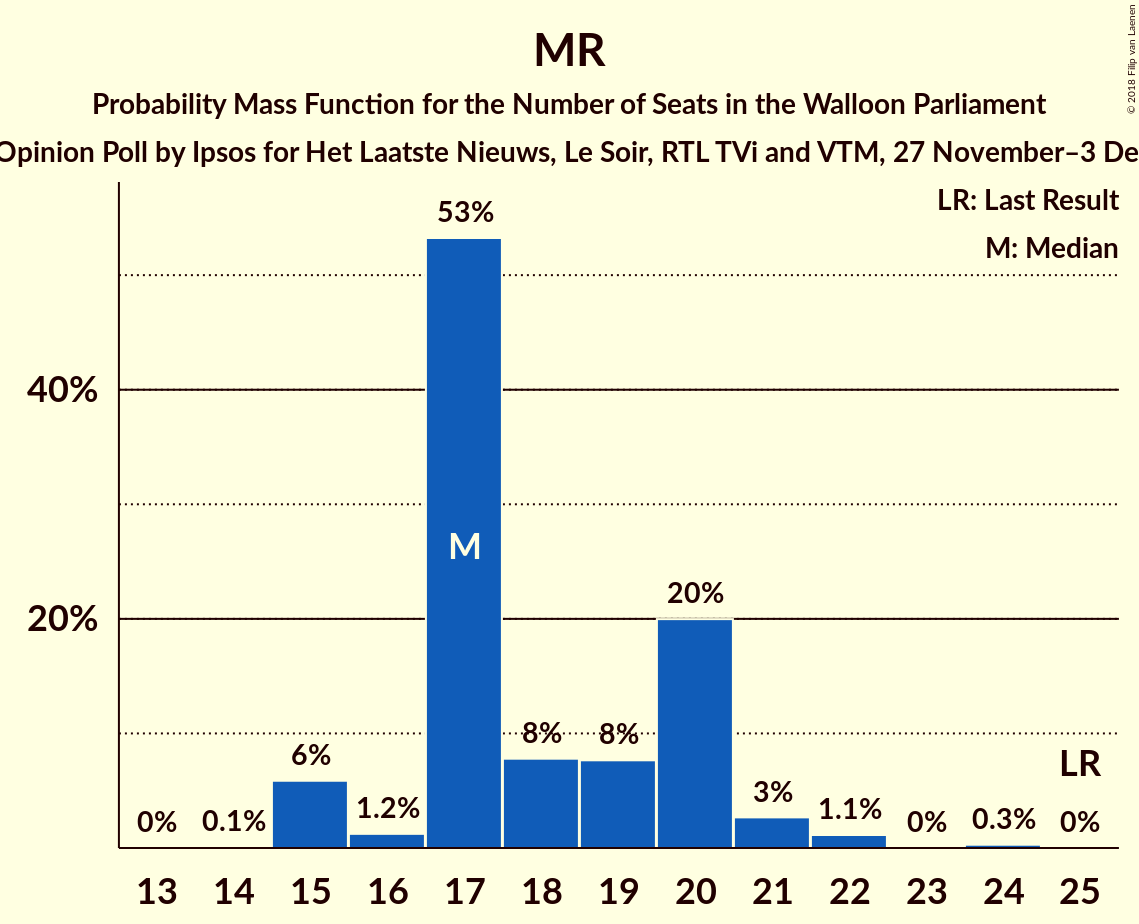 MR
Probability Mass Function for the Number of Seats in the Walloon Parliament
Opinion Poll by Ipsos for Het Laatste Nieuws, Le Soir, RTL TVi and VTM, 27 November–3 De
© 2018 Filip van Laenen
LR: Last Result
M: Median
53%
40%
M
20%
20%
8%
8%
6%
LR
3%
0%
0.1%
1.2%
1.1%
0%
0.3%
0%
13 14 15 16 17 18 19 20 21 22 23 24 25